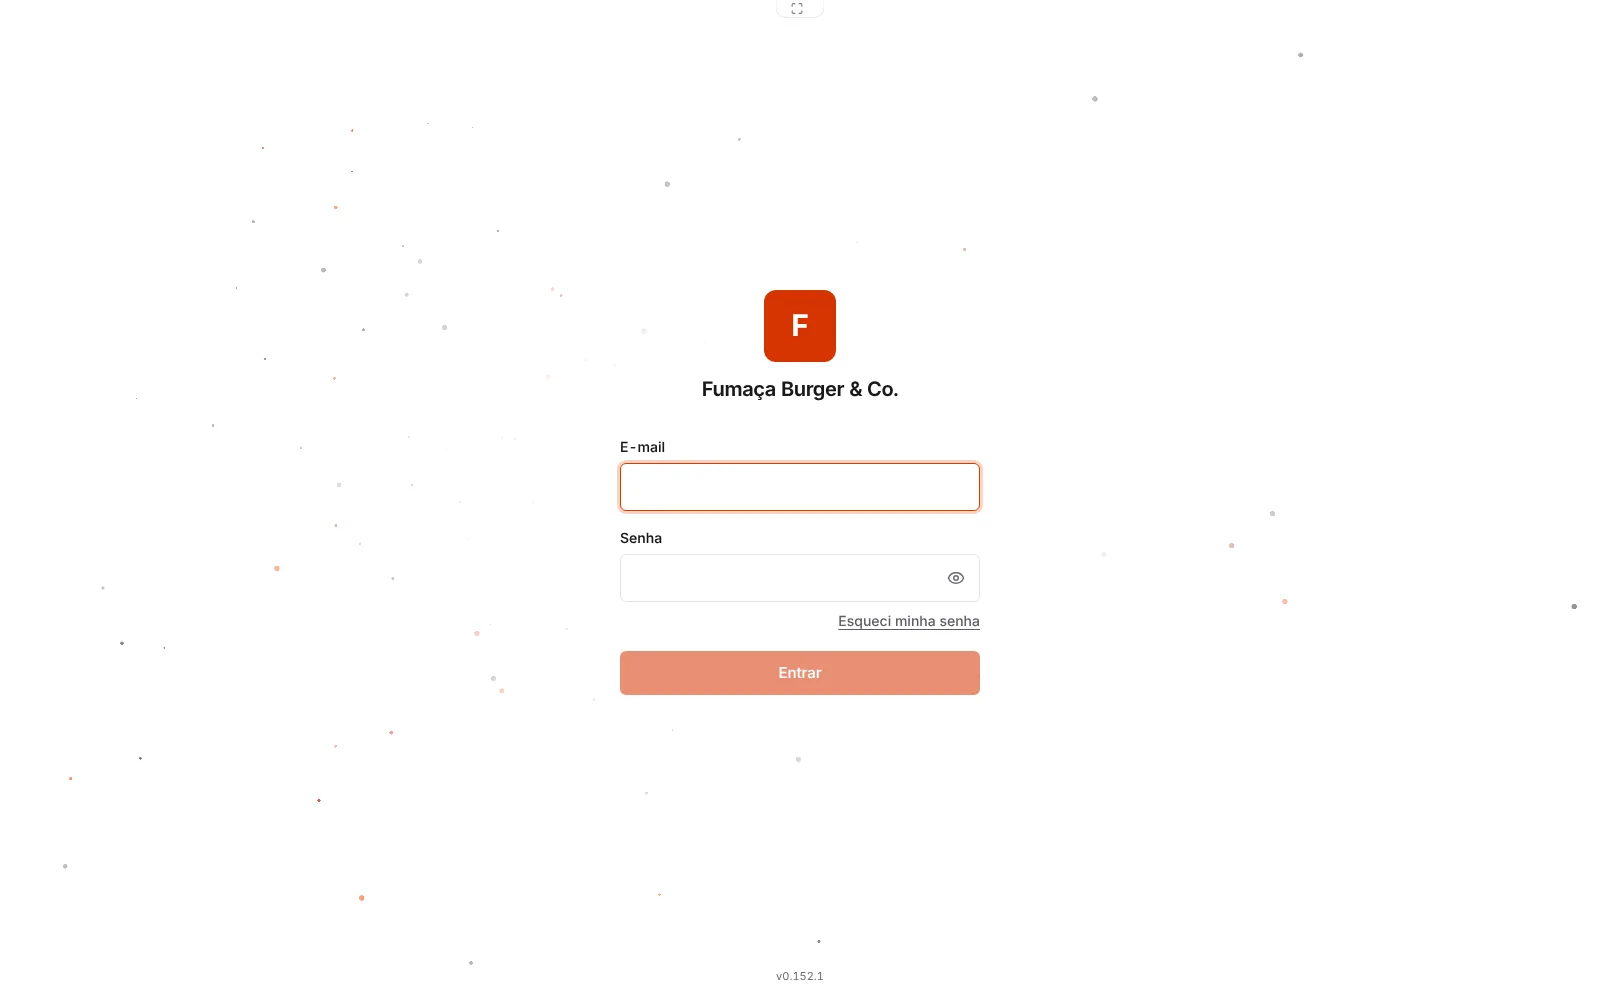 F
Fumaça Burger & Co.
E-mail
Senha
Esqueci minha senha
Entrar
v0.152.1